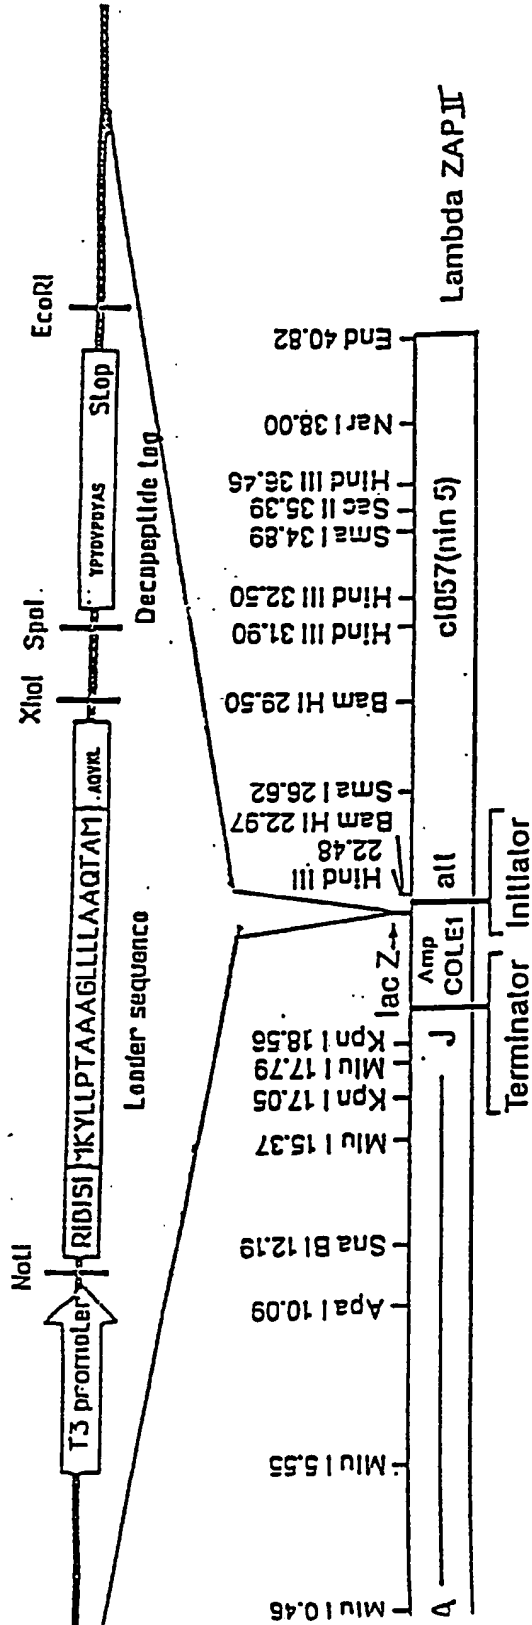 T3 promoter
NotI
RIBISI
MKYLLPTAAAGLLLLAAQTAM
AQVKL
Leader sequence
XhoI
SpeI
YPYDVPDYAS
Stop
Decapeptide tag
EcoRI
Mlu I 0.46
Mlu I 5.55
Apa I 10.09
Sna BI 12.19
Mlu I 15.37
Kpn I 17.05
Mlu I 17.79
Kpn I 18.56
lac Z→
Hind III
22.48
Bam HI 22.97
Sma I 26.62
Bam HI 29.50
Hind III 31.90
Hind III 32.50
Sma I 34.89
Sac II 35.39
Hind III 36.46
Nar I 38.00
End 40.82
A
J
Amp
COLE1
att
cI857(nin 5)
Terminator
Initiator
Lambda ZAP II